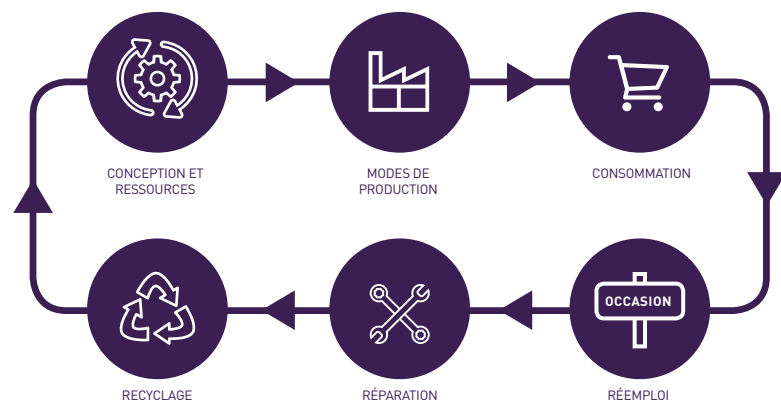 CONCEPTION ET
RESSOURCES
MODES DE
PRODUCTION
CONSOMMATION
OCCASION
RECYCLAGE
RÉPARATION
RÉEMPLOI